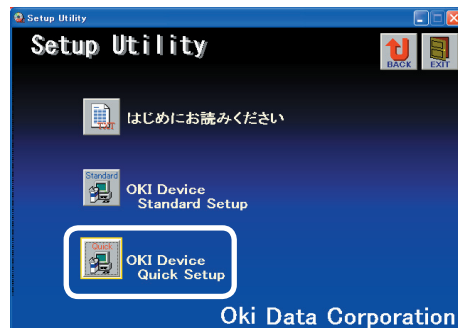 Setup Utility
Setup Utility
BACK
EXIT
TXT
はじめにお読みください
Standard
OKI Device
Standard Setup
Quick
OKI Device
Quick Setup
Oki Data Corporation